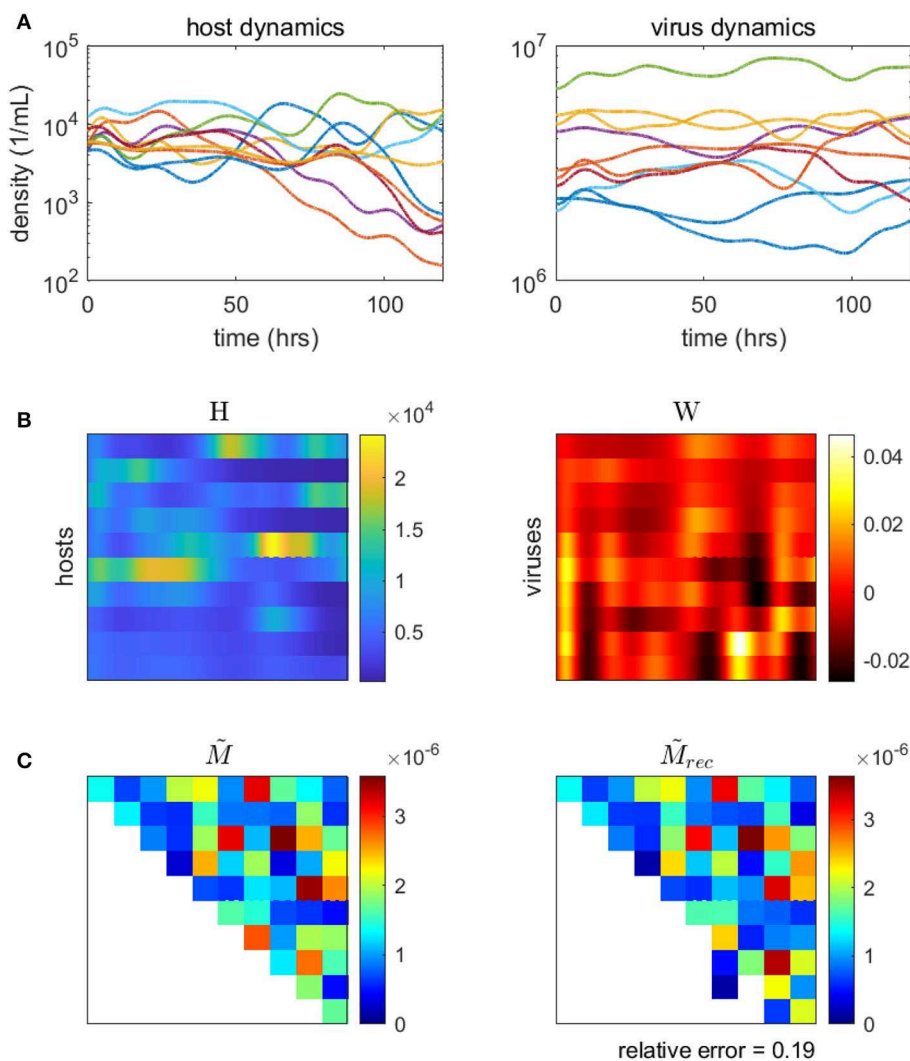 A
host dynamics
virus dynamics
density (1/mL)
10^5
10^4
10^3
10^2
0
50
100
time (hrs)
10^7
10^6
0
50
100
time (hrs)
B
H
W
hosts
×10^4
2
1.5
1
0.5
viruses
0.04
0.02
0
-0.02
C
M̃
M̃_rec
×10^-6
3
2
1
0
×10^-6
3
2
1
0
relative error = 0.19